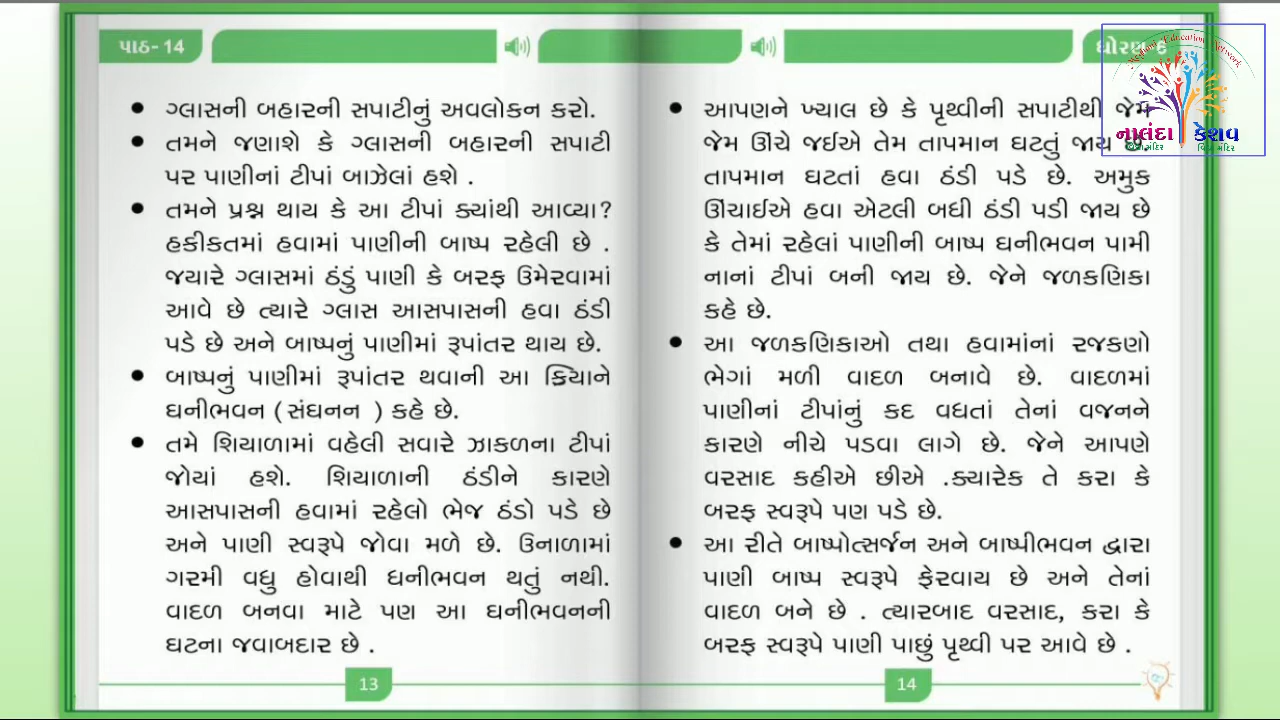 પાઠ- 14
ગ્લાસની બહારની સપાટીનું અવલોકન કરો.
તમને જણાશે કે ગ્લાસની બહારની સપાટી
પર પાણીનાં ટીપાં બાઝેલાં હશે .
તમને પ્રશ્ન થાય કે આ ટીપાં ક્યાંથી આવ્યા?
હકીકતમાં હવામાં પાણીની બાષ્પ રહેલી છે .
જયારે ગ્લાસમાં ઠંડું પાણી કે બરફ ઉમેરવામાં
આવે છે ત્યારે ગ્લાસ આસપાસની હવા ઠંડી
પડે છે અને બાષ્પનું પાણીમાં રૂપાંતર થાય છે.
બાષ્પનું પાણીમાં રૂપાંતર થવાની આ ક્રિયાને
ઘનીભવન ( સંઘનન ) કહે છે.
તમે શિયાળામાં વહેલી સવારે ઝાકળના ટીપાં
જોયાં હશે. શિયાળાની ઠંડીને કારણે
આસપાસની હવામાં રહેલો ભેજ ઠંડો પડે છે
અને પાણી સ્વરૂપે જોવા મળે છે. ઉનાળામાં
ગરમી વધુ હોવાથી ઘનીભવન થતું નથી.
વાદળ બનવા માટે પણ આ ઘનીભવનની
ઘટના જવાબદાર છે .
13
ધોરણ- ૬
Education Network
નાલંદા કેશવ
વિદ્યા મંદિર વિદ્યા મંદિર
આપણને ખ્યાલ છે કે પૃથ્વીની સપાટીથી જેમ
જેમ ઊંચે જઈએ તેમ તાપમાન ઘટતું જાય છે.
તાપમાન ઘટતાં હવા ઠંડી પડે છે. અમુક
ઊંચાઈએ હવા એટલી બધી ઠંડી પડી જાય છે
કે તેમાં રહેલાં પાણીની બાષ્પ ઘનીભવન પામી
નાનાં ટીપાં બની જાય છે. જેને જળકણિકા
કહે છે.
આ જળકણિકાઓ તથા હવામાંનાં રજકણો
ભેગાં મળી વાદળ બનાવે છે. વાદળમાં
પાણીનાં ટીપાંનું કદ વધતાં તેનાં વજનને
કારણે નીચે પડવા લાગે છે. જેને આપણે
વરસાદ કહીએ છીએ .ક્યારેક તે કરા કે
બરફ સ્વરૂપે પણ પડે છે.
આ રીતે બાષ્પોત્સર્જન અને બાષ્પીભવન દ્વારા
પાણી બાષ્પ સ્વરૂપે ફેરવાય છે અને તેનાં
વાદળ બને છે . ત્યારબાદ વરસાદ, કરા કે
બરફ સ્વરૂપે પાણી પાછું પૃથ્વી પર આવે છે .
14